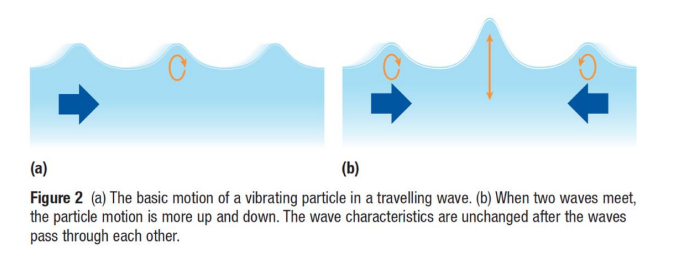 (a)
(b)
Figure 2 (a) The basic motion of a vibrating particle in a travelling wave. (b) When two waves meet,
the particle motion is more up and down. The wave characteristics are unchanged after the waves
pass through each other.